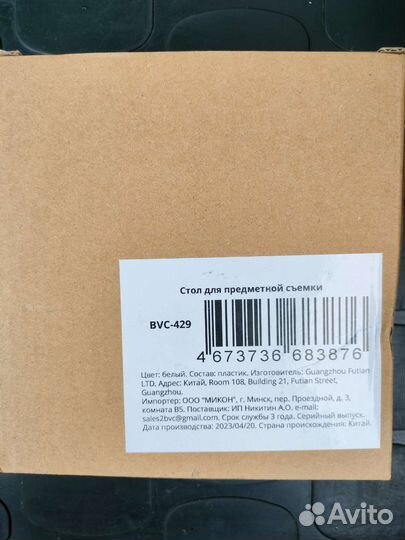 Стол для предметной съемки
BVC-429
4 673736 683876
Цвет: белый. Состав: пластик. Изготовитель: Guangzhou Futian
LTD. Адрес: Китай, Room 108, Building 21, Futian Street,
Guangzhou.
Импортер: ООО "МИКОН", г. Минск, пер. Проездной, д. 3,
комната В5. Поставщик: ИП Никитин А.О. e-mail:
sales2bvc@gmail.com. Срок службы 3 года. Серийный выпуск.
Дата производства: 2023/04/20. Страна происхождения: Китай.
Avito